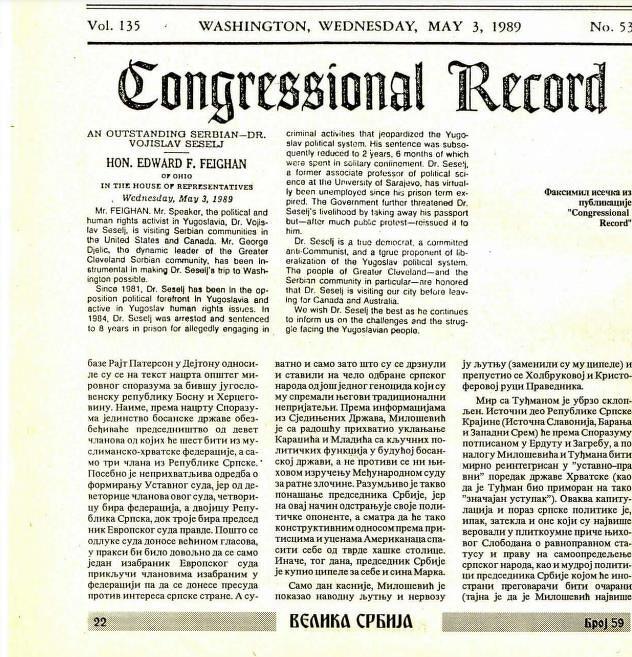 Vol. 135
WASHINGTON, WEDNESDAY, MAY 3, 1989
No. 53
Congressional Record
AN OUTSTANDING SERBIAN—DR.
VOJISLAV SESELJ
HON. EDWARD F. FEIGHAN
OF OHIO
IN THE HOUSE OF REPRESENTATIVES
Wednesday, May 3, 1989
Mr. FEIGHAN. Mr. Speaker, the political and
human rights activist in Yugoslavia, Dr. Vojis-
lav Seselj, is visiting Serbian communities in
the United States and Canada. Mr. George
Djelic, the dynamic leader of the Greater
Cleveland Serbian community, has been in-
strumental in making Dr. Seselj's trip to Wash-
ington possible.
Since 1981, Dr. Seselj has been in the op-
position political forefront in Yugoslavia and
active in Yugoslav human rights issues. In
1984, Dr. Seselj was arrested and sentenced
to 8 years in prison for allegedly engaging in
criminal activities that jeopardized the Yugo-
slav political system. His sentence was subse-
quently reduced to 2 years, 6 months of which
were spent in solitary confinement. Dr. Seselj,
a former associate professor of political sci-
ence at the University of Sarajevo, has virtual-
ly been unemployed since his prison term ex-
pired. The Government further threatened Dr.
Seselj's livelihood by taking away his passport
but—after much public protest—reissued it to
him.
Dr. Seselj is a true democrat, a committed
anti-Communist, and a tgrue proponent of lib-
eralization of the Yugoslav political system.
The people of Greater Cleveland—and the
Serbian community in particular—are honored
that Dr. Seselj is visiting our city before leav-
ing for Canada and Australia.
We wish Dr. Seselj the best as he continues
to inform us on the challenges and the strug-
gle facing the Yugoslavian people.
Факсимил исечка из
публикације
"Congressional
Record"
базе Рајт Патерсон у Дејтону односи-
ле су се на текст нацрта општег ми-
ровног споразума за бившу југосло-
венску републику Босну и Херцего-
вину. Наиме, према нацрту Споразу-
ма јединство босанске државе обез-
бећиваће председништво од девет
чланова од којих ће шест бити из му-
слиманско-хрватске федерације, а са-
мо три члана из Републике Српске.
Посебно је неприхватљива одредба о
формирању Уставног суда, јер од де-
веторице чланова овог суда, четвори-
цу бира федерација, а двојицу Репу-
блика Српска, док троје бира председ
ник Европског суда правде. Пошто се
одлуке суда доносе већином гласова,
у пракси би било довољно да се само
један изабраник Европског суда
прикључи члановима изабраним у
федерацији па да се донесе пресуда
против интереса српске стране. А су-
ватно и само зато што су се дрзнули
и ставили на чело одбране српског
народа од још једног геноцида који су
му спремали његови традиционални
непријатељи. Према информацијама
из Сједињених Држава, Милошевић
је са радошћу прихватио уклањање
Караџића и Младића са кључних по-
литичких функција у будућој босан-
ској држави, а не противи се ни њи-
ховом изручењу Међународном суду
за ратне злочине. Разумљиво је такво
понашање председника Србије, јер
на овај начин одстрањује своје поли-
тичке опоненте, а сматра да ће тако
конструктивним односом према при-
тисцима и уценама Американаца спа-
сити себе од тврде хашке столице.
Иначе, тог дана, председник Србије
је купио ципеле за себе и сина Марка.
Само дан касније, Милошевић је
показао наводну љутњу и нервозу
ју љутњу (заменили су му ципеле) и
препустио се Холбруковој и Кристо-
феровој руци Праведника.
Мир са Туђманом је убрзо склоп-
љен. Источни део Републике Српске
Крајине (Источна Славонија, Барања
и Западни Срем) ће према Споразуму
потписаном у Ердуту и Загребу, а по
налогу Милошевића и Туђмана бити
мирно реинтегрисан у "уставно-пра
вни" поредак државе Хрватске (као
да је Туђман био приморан на тако
"значајан уступак"). Оваква капиту-
лација и пораз српске политике је,
ипак, затекла и оне који су највише
веровали у плиткоумне приче њихо-
вог Слободана о равноправном ста-
тусу и праву на самоопредељење
српског народа, као и мудрој полити-
ци председника Србије којом ће ино-
страни преговарачи бити очарани
(тајна је да је Милошевић највише
22
ВЕЛИКА СРБИЈА
Број 59